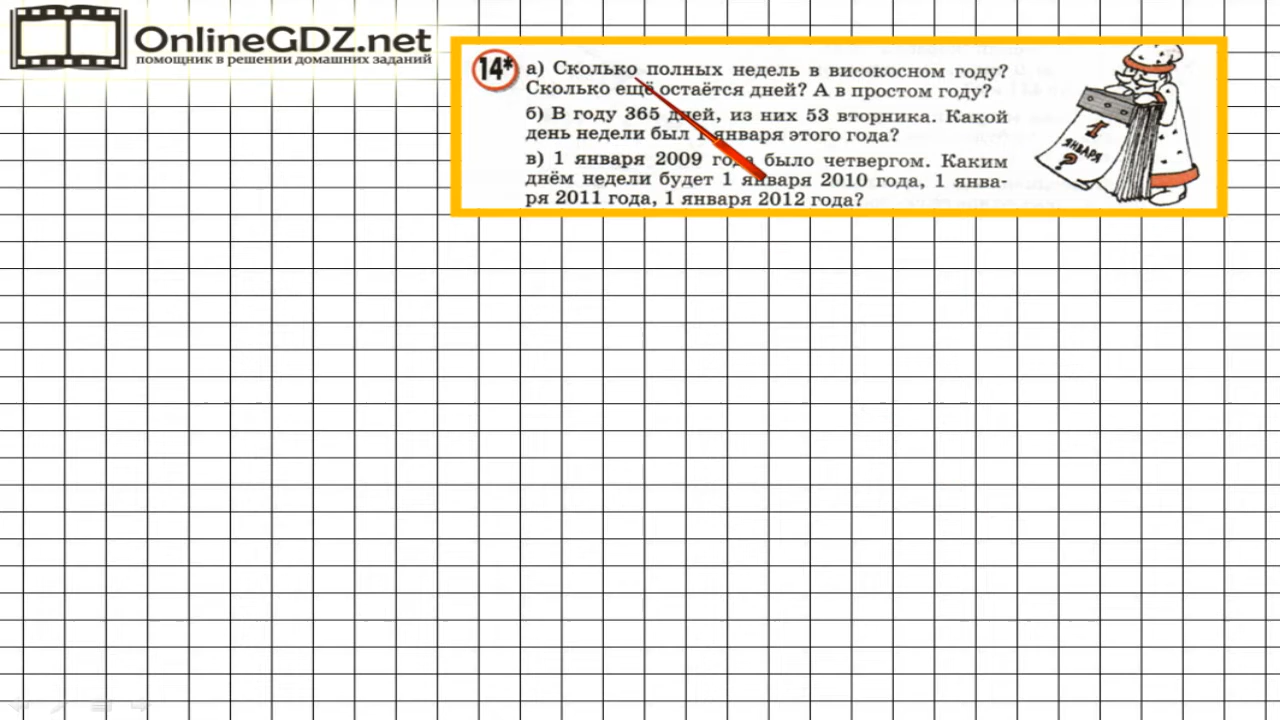 OnlineGDZ.net
помощник в решении домашних заданий
14*
а) Сколько полных недель в високосном году?
Сколько ещё остаётся дней? А в простом году?
б) В году 365 дней, из них 53 вторника. Какой
день недели был 1 января этого года?
в) 1 января 2009 года было четвергом. Каким
днём недели будет 1 января 2010 года, 1 янва-
ря 2011 года, 1 января 2012 года?
1
ЯНВАРЯ
?